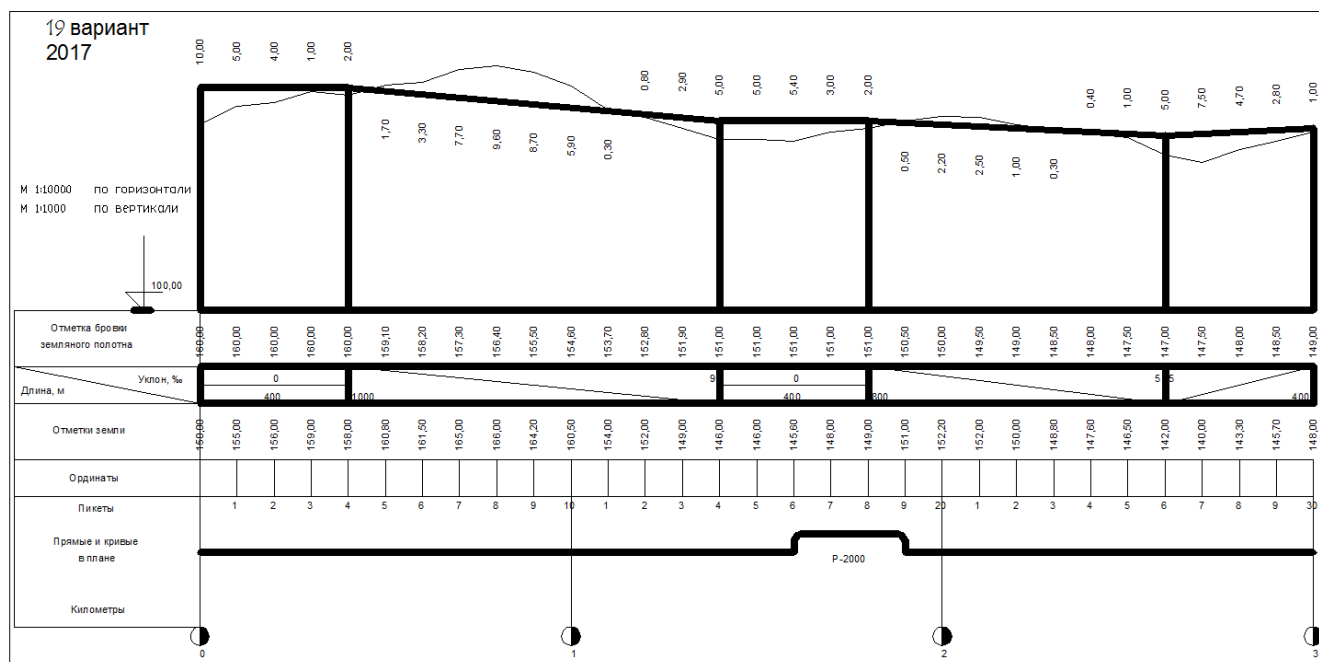 19 вариант
2017
10,00 5,00 4,00 1,00 2,00 0,80 2,90 5,00 5,00 5,40 3,00 2,00 0,40 1,00 5,00 7,50 4,70 2,80 1,00
1,70 3,30 7,70 9,60 8,70 5,90 0,30 0,50 2,20 2,50 1,00 0,30
М 1:10000 по горизонтали
М 1:1000 по вертикали
100,00
Отметка бровки
земляного полотна
160,00 160,00 160,00 160,00 160,00 159,10 158,20 157,30 156,40 155,50 154,60 153,70 152,80 151,90 151,00 151,00 151,00 151,00 151,00 150,50 150,00 149,50 149,00 148,50 148,00 147,50 147,00 147,50 148,00 148,50 149,00
Уклон, ‰ 0 9 0 5 5
Длина, м 400 1000 400 800 400
Отметки земли 150,00 155,00 156,00 159,00 158,00 160,80 161,50 165,00 166,00 164,20 160,50 154,00 152,00 149,00 146,00 146,00 145,60 148,00 149,00 151,00 152,20 152,00 150,00 148,80 147,60 146,50 142,00 140,00 143,30 145,70 148,00
Ординаты
Пикеты 1 2 3 4 5 6 7 8 9 10 1 2 3 4 5 6 7 8 9 20 1 2 3 4 5 6 7 8 9 30
Прямые и кривые
в плане
Р-2000
Километры
0 1 2 3